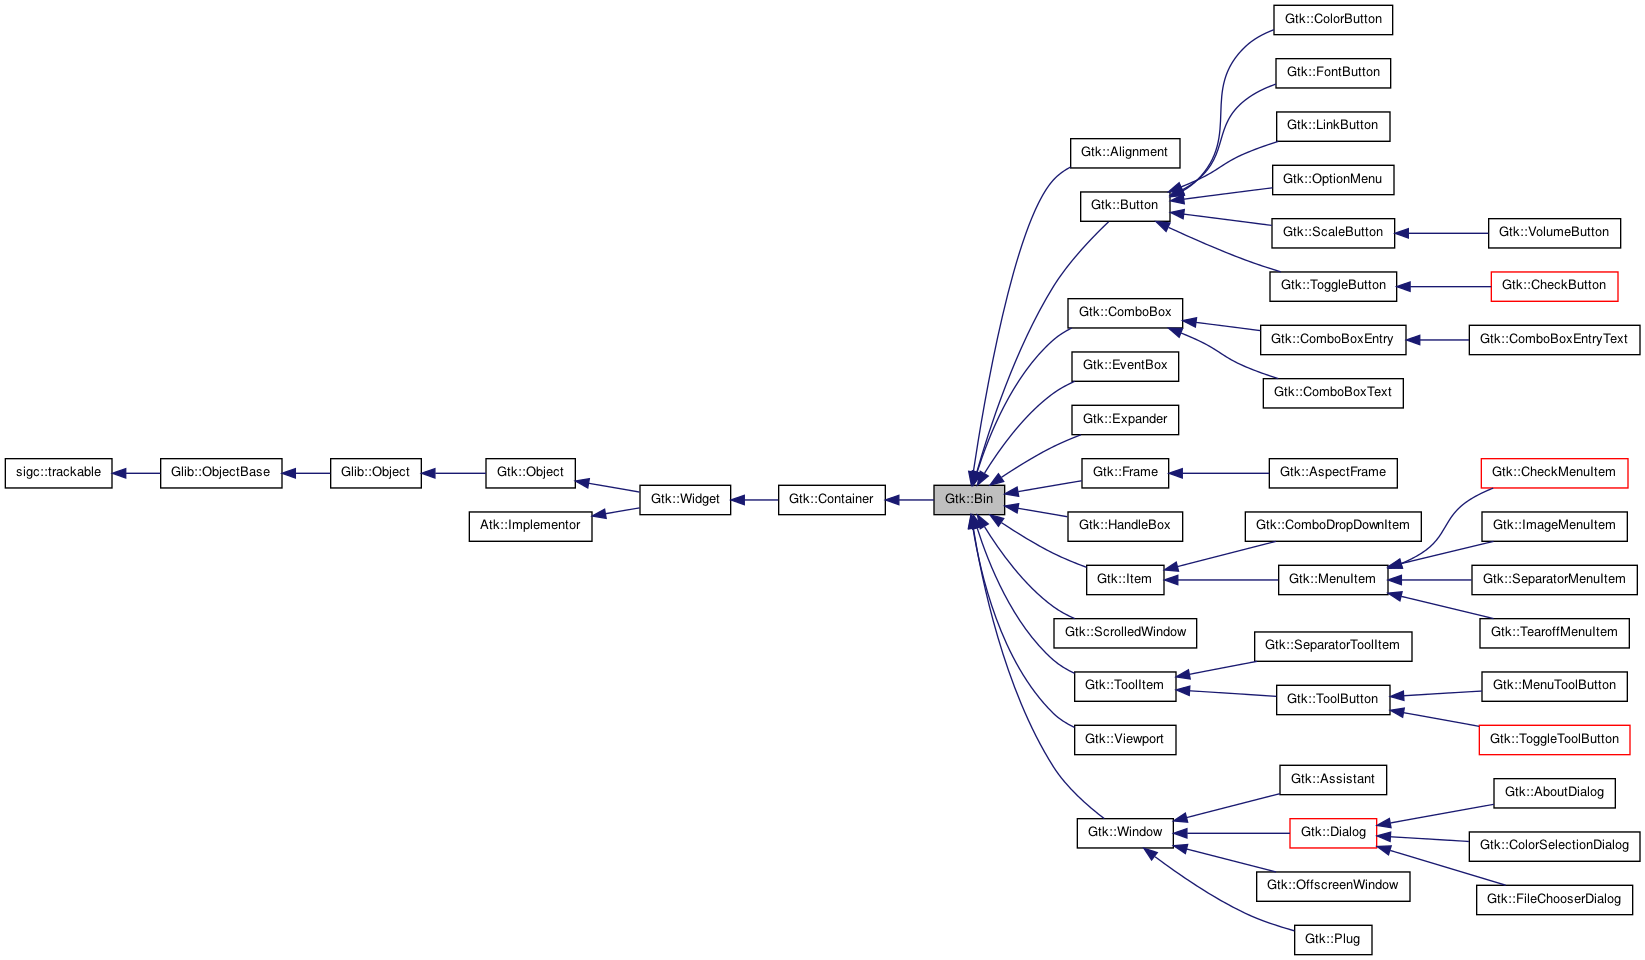 Gtk::ColorButton
Gtk::FontButton
Gtk::LinkButton
Gtk::Alignment
Gtk::OptionMenu
Gtk::Button
Gtk::ScaleButton
Gtk::VolumeButton
Gtk::ToggleButton
Gtk::CheckButton
Gtk::ComboBox
Gtk::ComboBoxEntry
Gtk::ComboBoxEntryText
Gtk::EventBox
Gtk::ComboBoxText
Gtk::Expander
sigc::trackable
Glib::ObjectBase
Glib::Object
Gtk::Object
Gtk::Frame
Gtk::AspectFrame
Gtk::CheckMenuItem
Gtk::Widget
Gtk::Container
Gtk::Bin
Atk::Implementor
Gtk::HandleBox
Gtk::ComboDropDownItem
Gtk::ImageMenuItem
Gtk::Item
Gtk::MenuItem
Gtk::SeparatorMenuItem
Gtk::ScrolledWindow
Gtk::TearoffMenuItem
Gtk::SeparatorToolItem
Gtk::ToolItem
Gtk::ToolButton
Gtk::MenuToolButton
Gtk::Viewport
Gtk::ToggleToolButton
Gtk::Assistant
Gtk::AboutDialog
Gtk::Window
Gtk::Dialog
Gtk::ColorSelectionDialog
Gtk::OffscreenWindow
Gtk::FileChooserDialog
Gtk::Plug